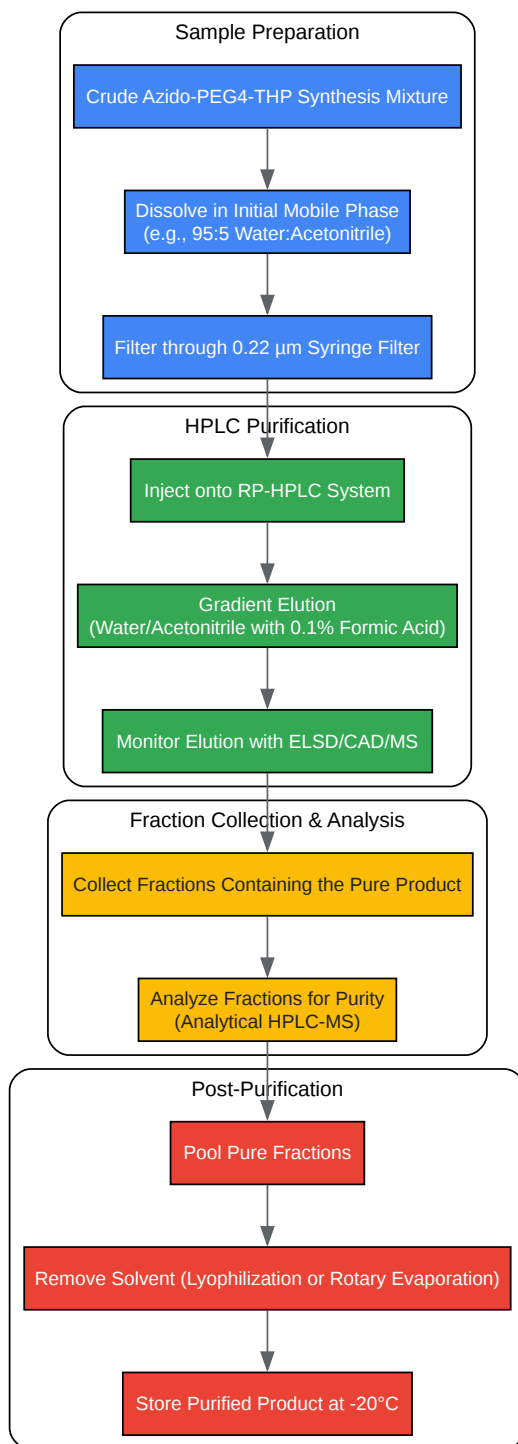 Sample Preparation
Crude Azido-PEG4-THP Synthesis Mixture
Dissolve in Initial Mobile Phase
(e.g., 95:5 Water:Acetonitrile)
Filter through 0.22 µm Syringe Filter
HPLC Purification
Inject onto RP-HPLC System
Gradient Elution
(Water/Acetonitrile with 0.1% Formic Acid)
Monitor Elution with ELSD/CAD/MS
Fraction Collection & Analysis
Collect Fractions Containing the Pure Product
Analyze Fractions for Purity
(Analytical HPLC-MS)
Post-Purification
Pool Pure Fractions
Remove Solvent (Lyophilization or Rotary Evaporation)
Store Purified Product at -20°C